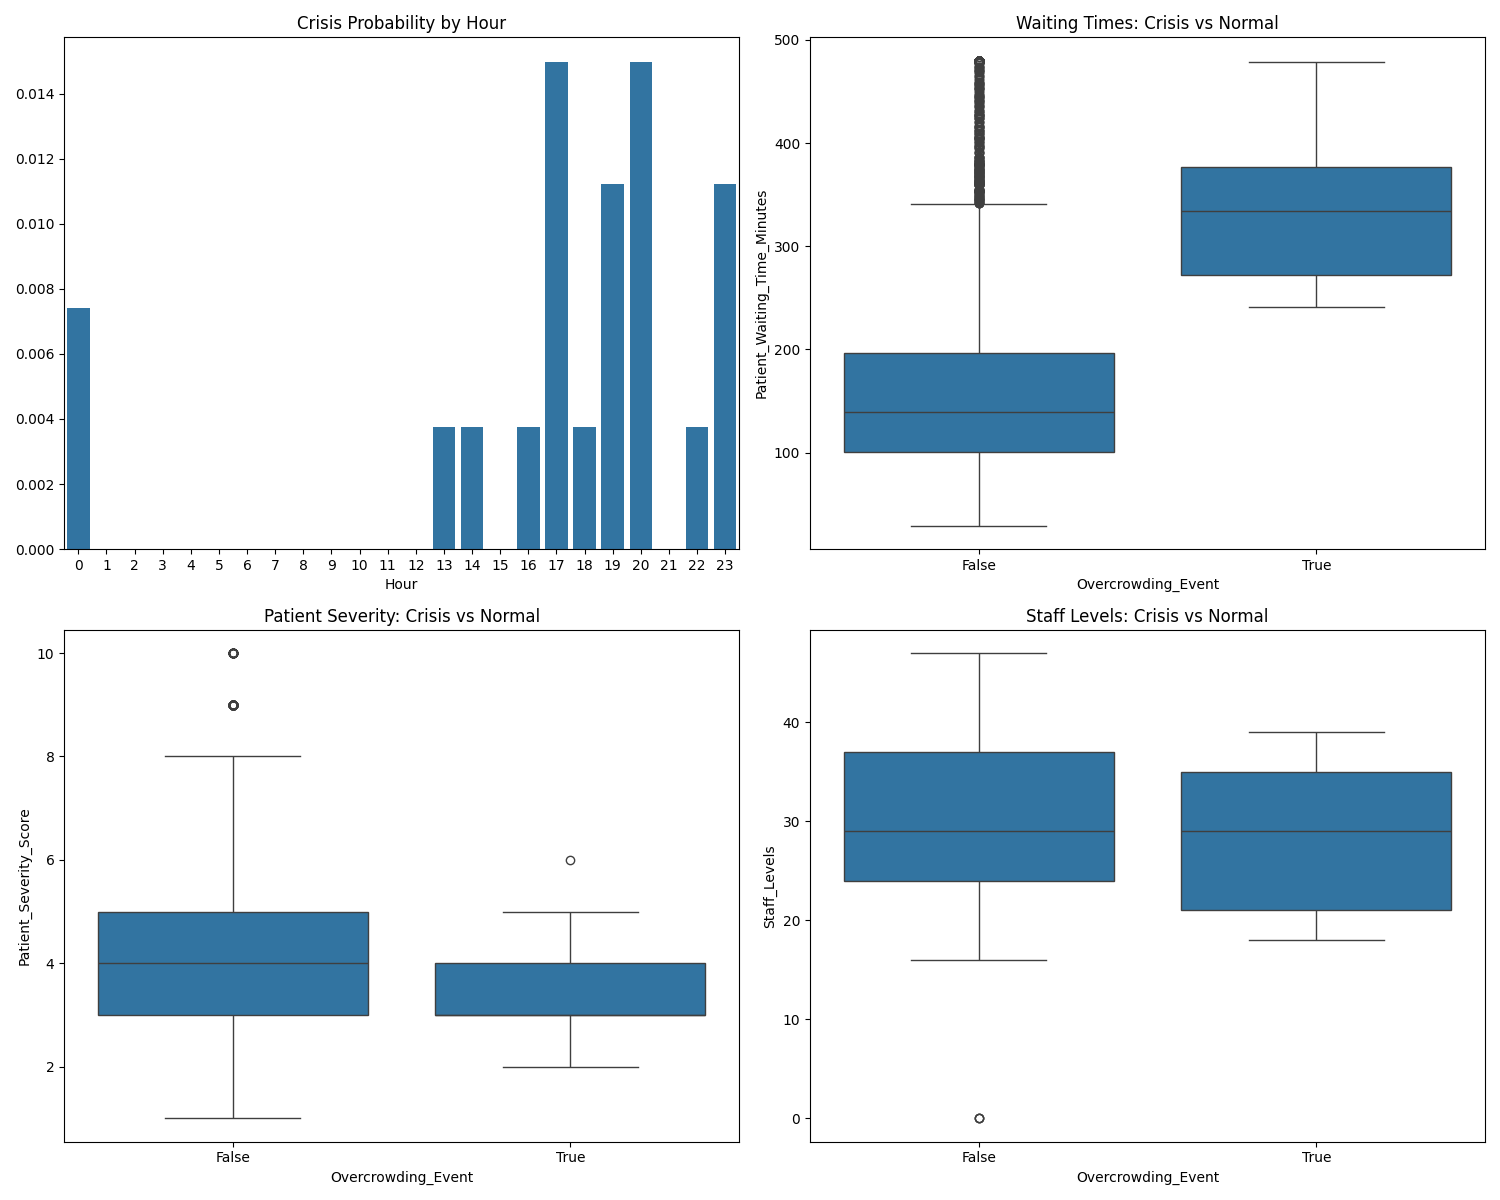 Crisis Probability by Hour
0.014
0.012
0.010
0.008
0.006
0.004
0.002
0.000
0 1 2 3 4 5 6 7 8 9 10 11 12 13 14 15 16 17 18 19 20 21 22 23
Hour
Waiting Times: Crisis vs Normal
Patient_Waiting_Time_Minutes
500
400
300
200
100
False True
Overcrowding_Event
Patient Severity: Crisis vs Normal
Patient_Severity_Score
10
8
6
4
2
False True
Overcrowding_Event
Staff Levels: Crisis vs Normal
Staff_Levels
40
30
20
10
0
False True
Overcrowding_Event